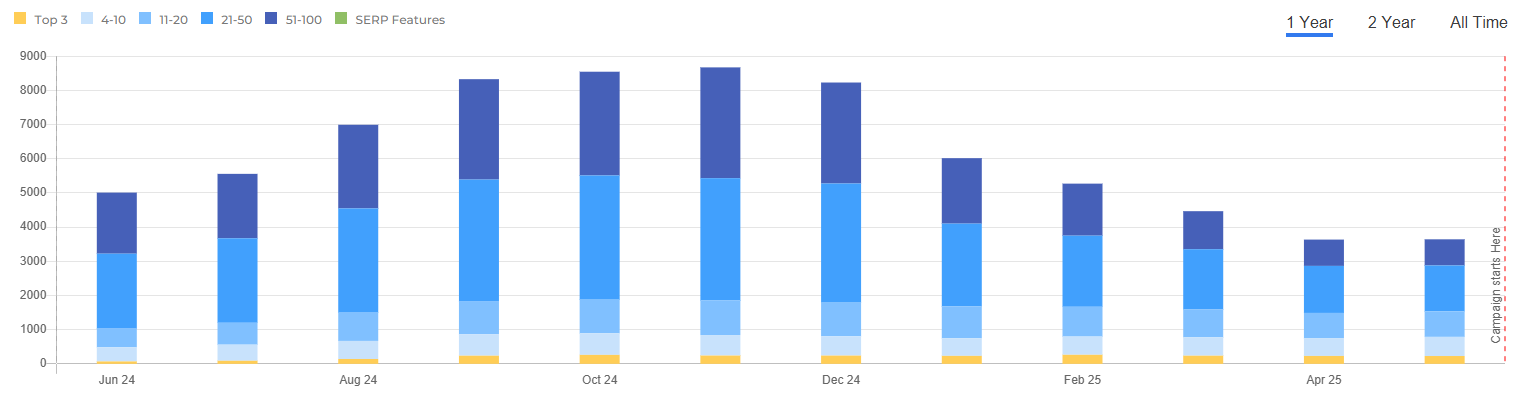 Top 3 4-10 11-20 21-50 51-100 SERP Features
1 Year 2 Year All Time
9000
8000
7000
6000
5000
4000
3000
2000
1000
0
Campaign starts Here
Jun 24 Aug 24 Oct 24 Dec 24 Feb 25 Apr 25